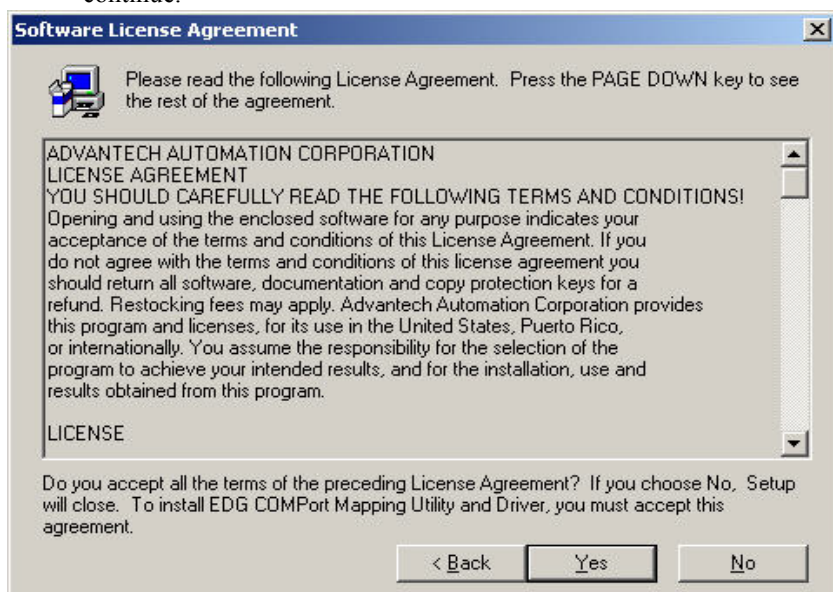 continue.
Software License Agreement
Please read the following License Agreement. Press the PAGE DOWN key to see
the rest of the agreement.
ADVANTECH AUTOMATION CORPORATION
LICENSE AGREEMENT
YOU SHOULD CAREFULLY READ THE FOLLOWING TERMS AND CONDITIONS!
Opening and using the enclosed software for any purpose indicates your
acceptance of the terms and conditions of this License Agreement. If you
do not agree with the terms and conditions of this license agreement you
should return all software, documentation and copy protection keys for a
refund. Restocking fees may apply. Advantech Automation Corporation provides
this program and licenses, for its use in the United States, Puerto Rico,
or internationally. You assume the responsibility for the selection of the
program to achieve your intended results, and for the installation, use and
results obtained from this program.
LICENSE
Do you accept all the terms of the preceding License Agreement? If you choose No, Setup
will close. To install EDG COMPort Mapping Utility and Driver, you must accept this
agreement.
< Back Yes No